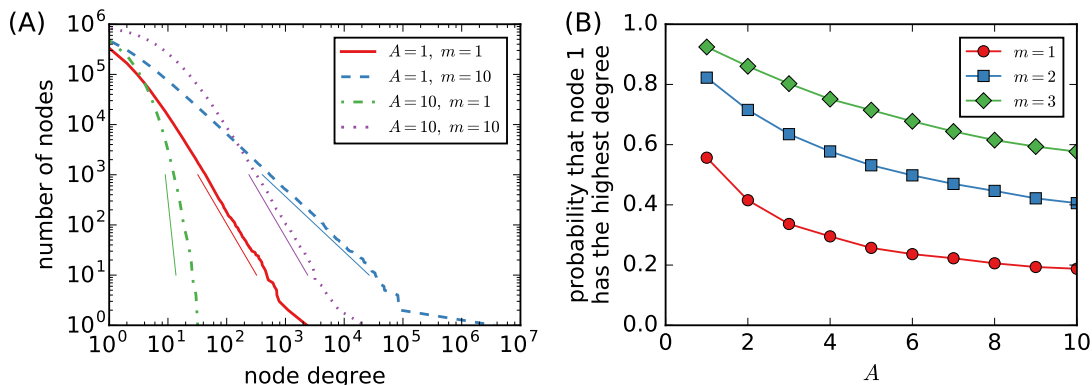 (A)
number of nodes
10^6
10^5
10^4
10^3
10^2
10^1
10^0
10^0 10^1 10^2 10^3 10^4 10^5 10^6 10^7
node degree
A=1, m=1
A=1, m=10
A=10, m=1
A=10, m=10
(B)
probability that node 1
has the highest degree
1.0
0.8
0.6
0.4
0.2
0.0
0 2 4 6 8 10
A
m=1
m=2
m=3